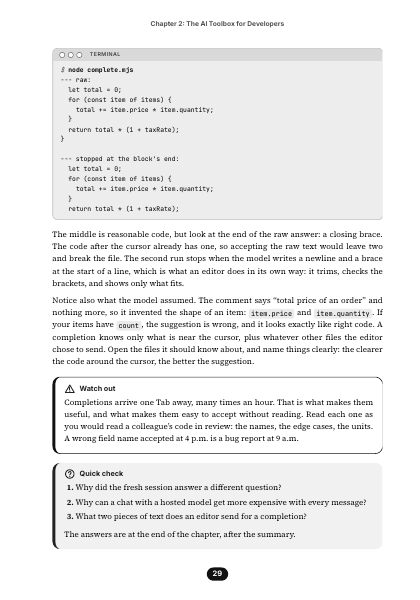 Chapter 2: The AI Toolbox for Developers
TERMINAL
$ node complete.mjs
--- raw:
  let total = 0;
  for (const item of items) {
    total += item.price * item.quantity;
  }
  return total * (1 + taxRate);
}
--- stopped at the block's end:
  let total = 0;
  for (const item of items) {
    total += item.price * item.quantity;
  }
  return total * (1 + taxRate);
The middle is reasonable code, but look at the end of the raw answer: a closing brace.
The code after the cursor already has one, so accepting the raw text would leave two
and break the file. The second run stops when the model writes a newline and a brace
at the start of a line, which is what an editor does in its own way: it trims, checks the
brackets, and shows only what fits.
Notice also what the model assumed. The comment says “total price of an order” and
nothing more, so it invented the shape of an item: item.price and item.quantity. If
your items have count, the suggestion is wrong, and it looks exactly like right code. A
completion knows only what is near the cursor, plus whatever other files the editor
chose to send. Open the files it should know about, and name things clearly: the clearer
the code around the cursor, the better the suggestion.
Watch out
Completions arrive one Tab away, many times an hour. That is what makes them
useful, and what makes them easy to accept without reading. Read each one as
you would read a colleague’s code in review: the names, the edge cases, the units.
A wrong field name accepted at 4 p.m. is a bug report at 9 a.m.
Quick check
1. Why did the fresh session answer a different question?
2. Why can a chat with a hosted model get more expensive with every message?
3. What two pieces of text does an editor send for a completion?
The answers are at the end of the chapter, after the summary.
29